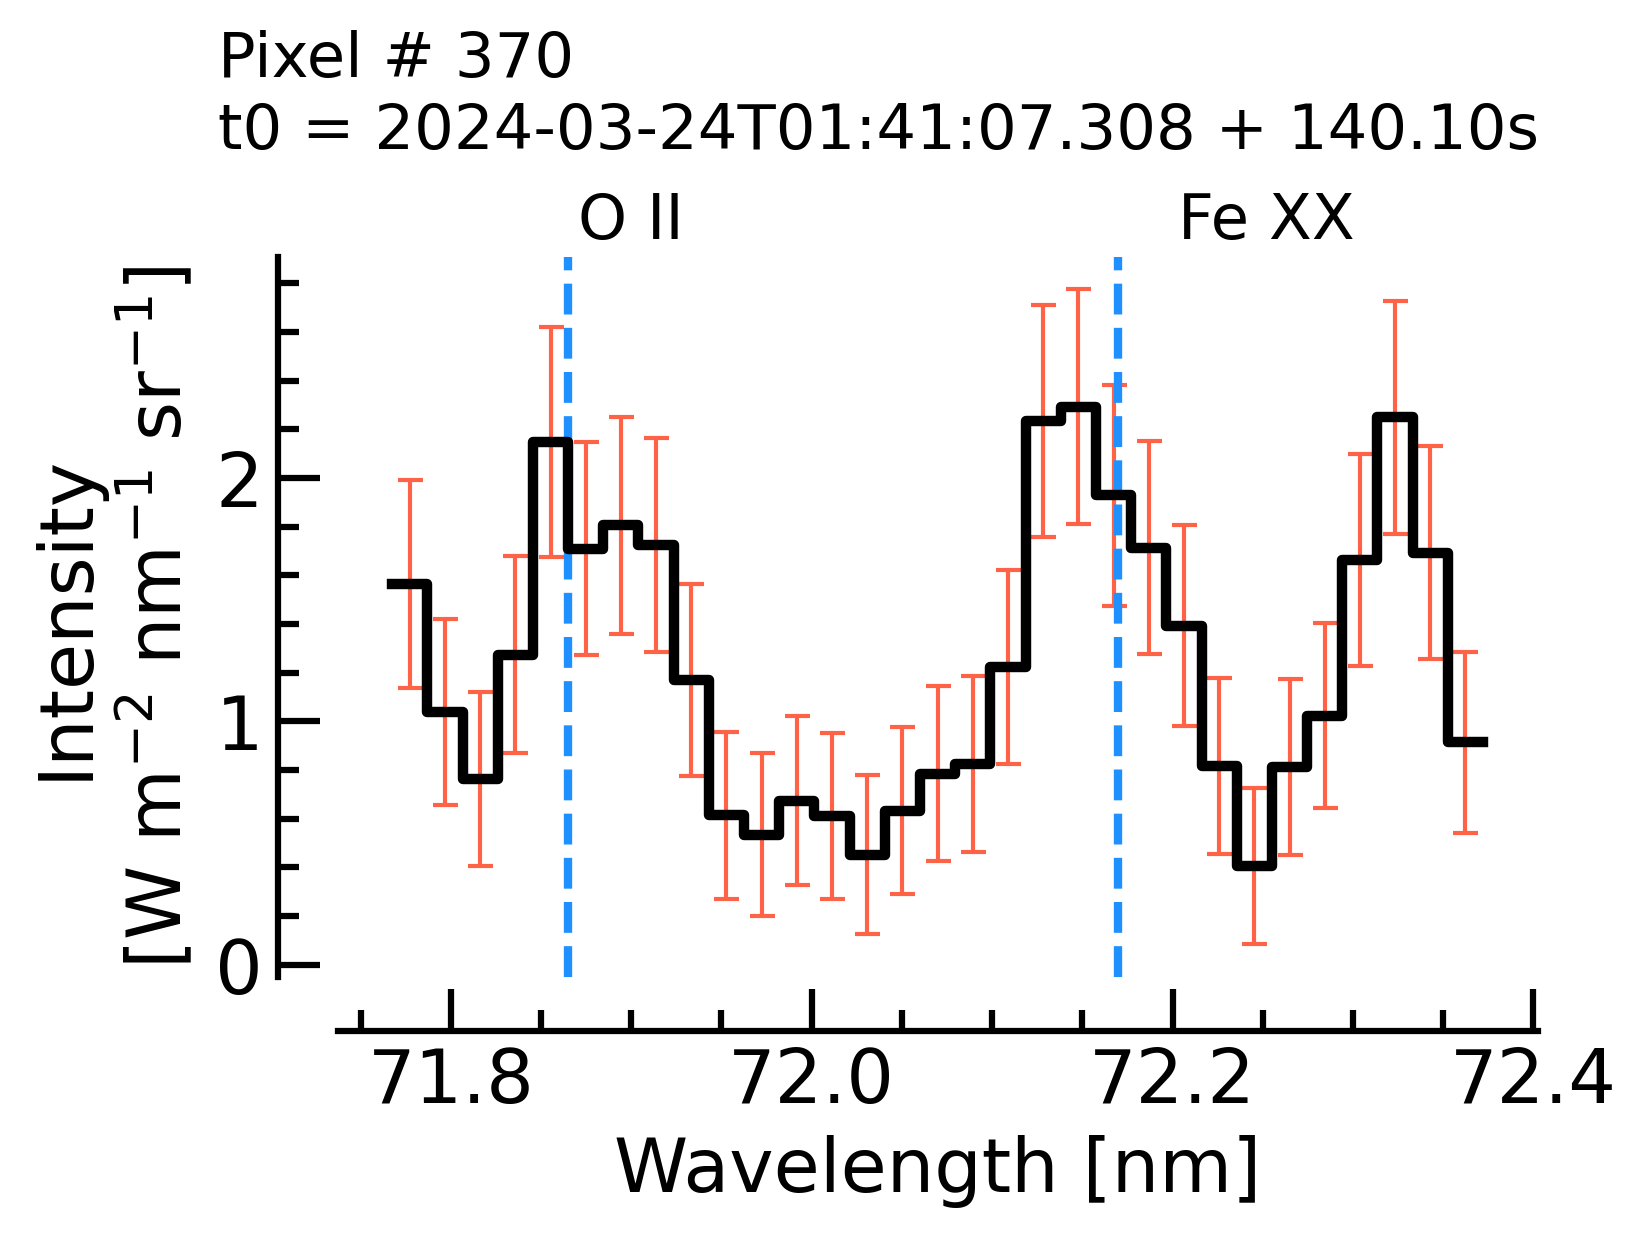 Pixel # 370
t0 = 2024-03-24T01:41:07.308 + 140.10s
O II
Fe XX
Intensity
[W m⁻² nm⁻¹ sr⁻¹]
2
1
0
71.8 72.0 72.2 72.4
Wavelength [nm]